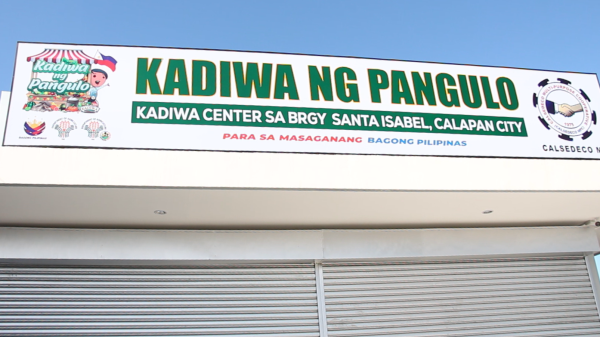 Kadiwa
ng
Pangulo
KADIWA NG PANGULO
KADIWA CENTER SA BRGY SANTA ISABEL, CALAPAN CITY
PARA SA MASAGANANG BAGONG PILIPINAS
CALSEDECO